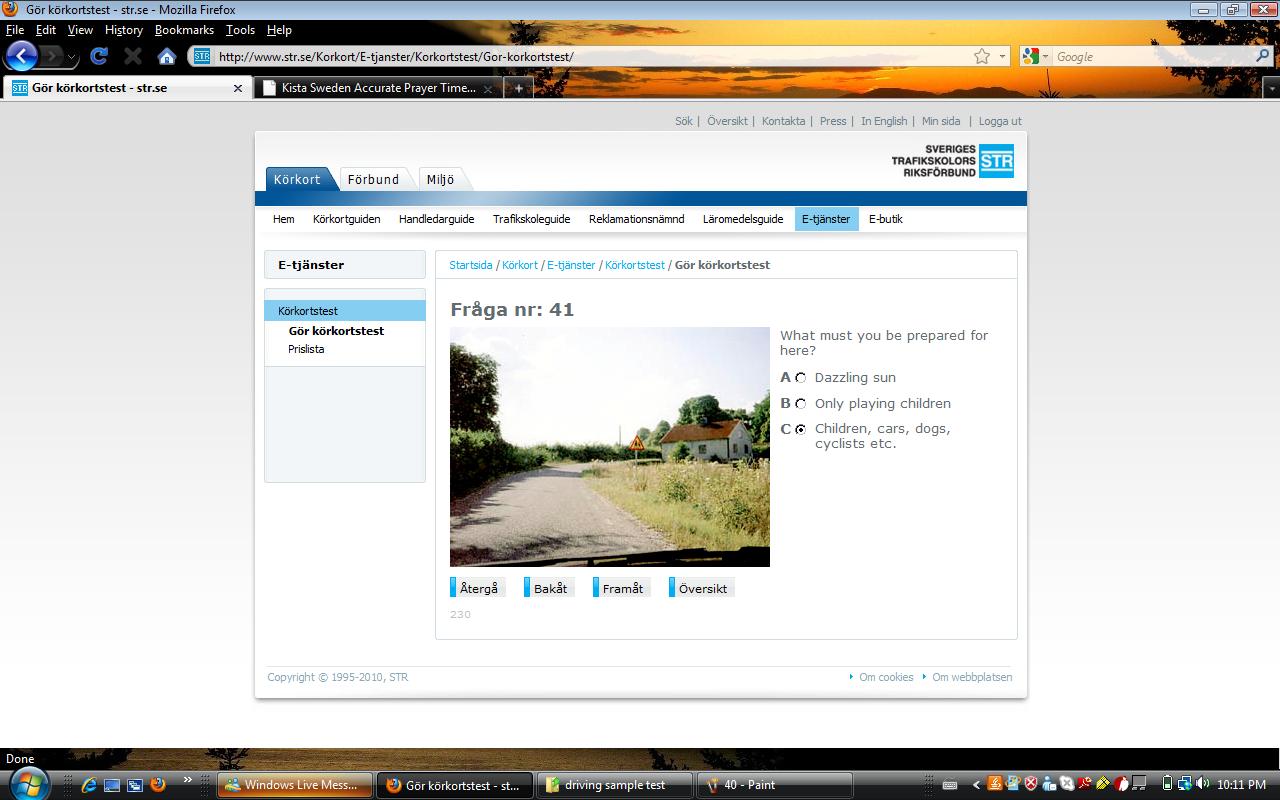 Gör körkortstest - str.se - Mozilla Firefox
File Edit View History Bookmarks Tools Help
STR http://www.str.se/Korkort/E-tjanster/Korkortstest/Gor-korkortstest/ Google
STR Gör körkortstest - str.se Kista Sweden Accurate Prayer Time...
Sök | Översikt | Kontakta | Press | In English | Min sida | Logga ut
SVERIGES
TRAFIKSKOLORS STR
RIKSFÖRBUND
Körkort Förbund Miljö
Hem Körkortguiden Handledarguide Trafikskoleguide Reklamationsnämnd Läromedelsguide E-tjänster E-butik
E-tjänster
Körkortstest
Gör körkortstest
Prislista
Startsida / Körkort / E-tjänster / Körkortstest / Gör körkortstest
Fråga nr: 41
What must you be prepared for
here?
A Dazzling sun
B Only playing children
C Children, cars, dogs,
cyclists etc.
Återgå Bakåt Framåt Översikt
230
Copyright © 1995-2010, STR Om cookies Om webbplatsen
Done
Windows Live Mess... Gör körkortstest - st... driving sample test 40 - Paint 10:11 PM